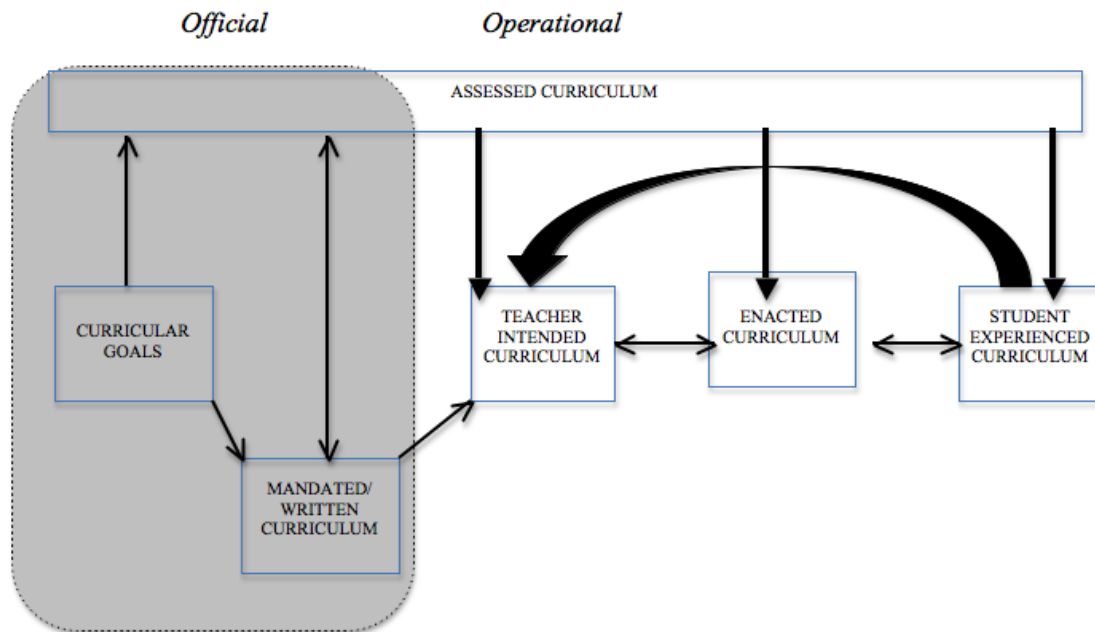 Official
Operational
ASSESSED CURRICULUM
CURRICULAR
GOALS
MANDATED/
WRITTEN
CURRICULUM
TEACHER
INTENDED
CURRICULUM
ENACTED
CURRICULUM
STUDENT
EXPERIENCED
CURRICULUM